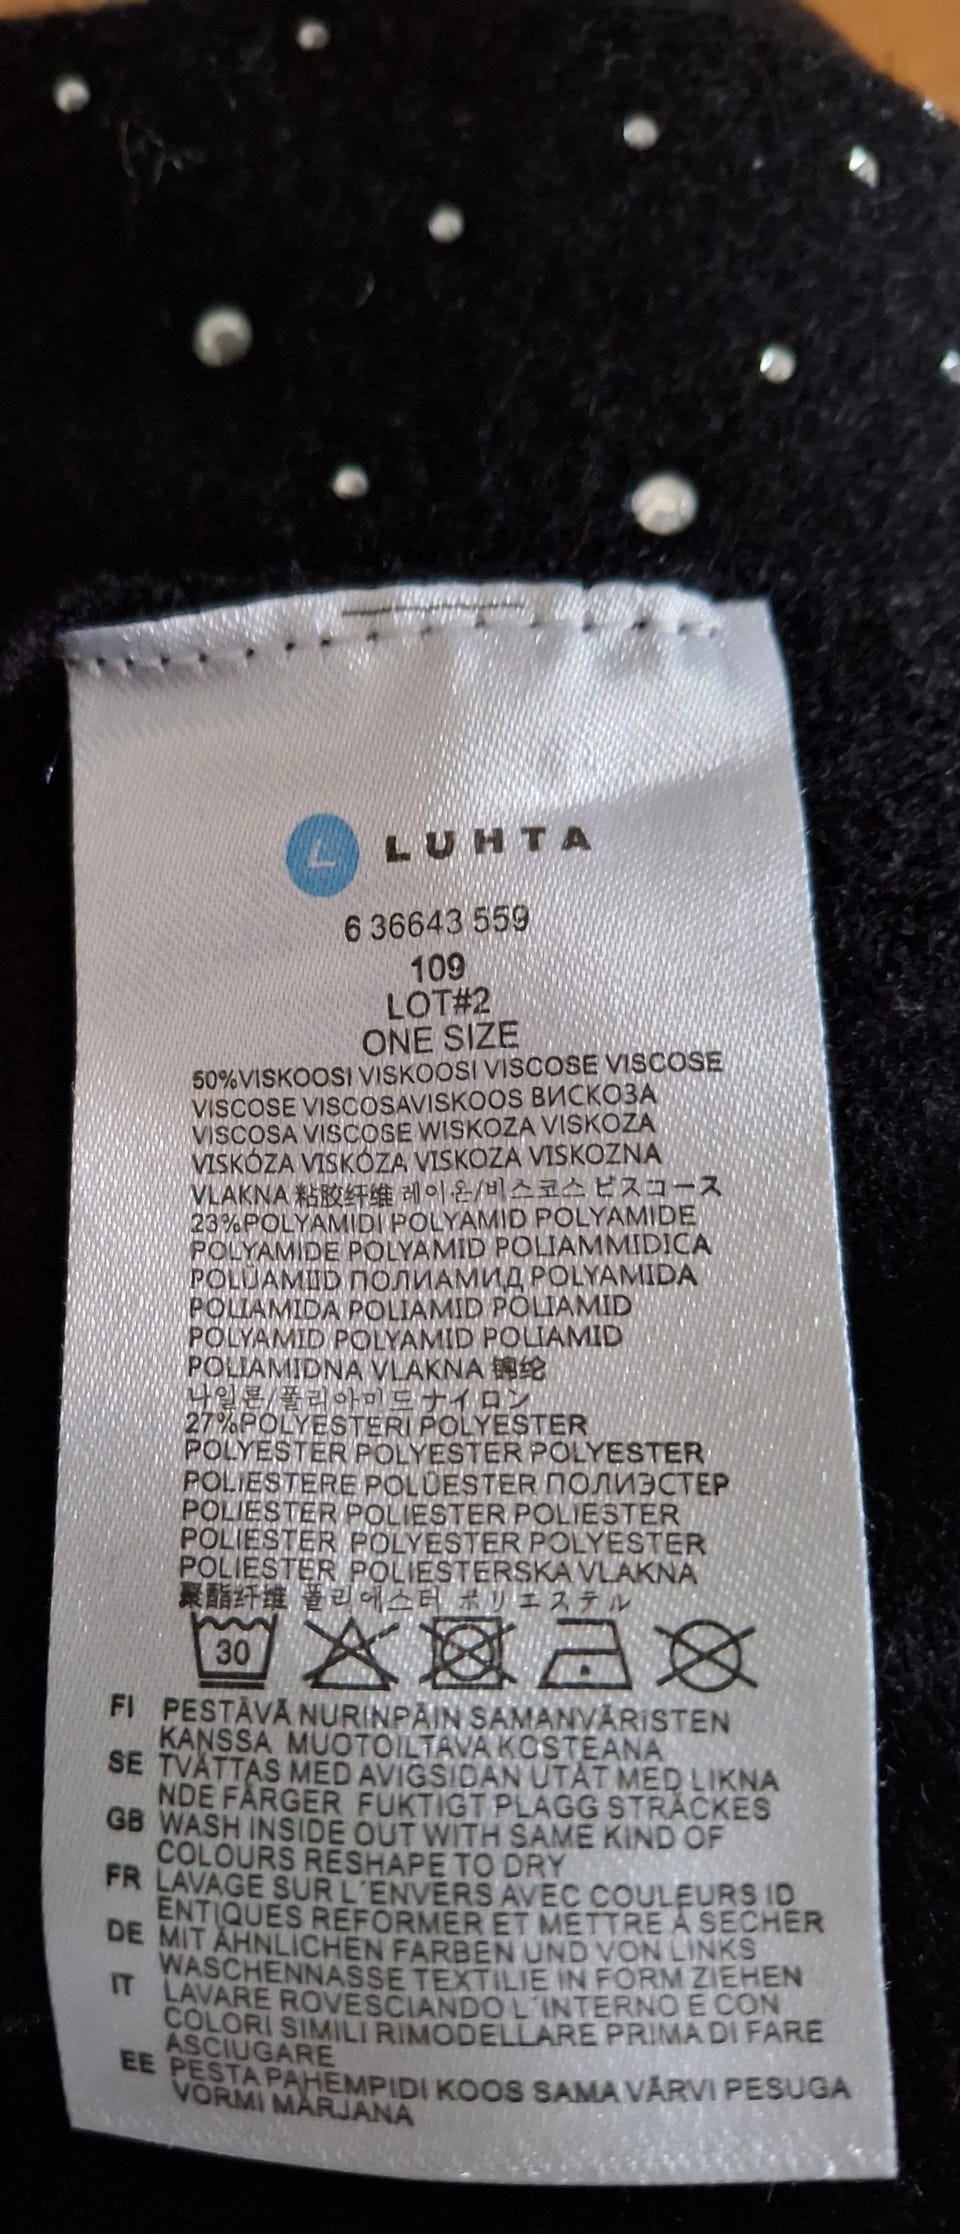 L LUHTA
6 36643 559
109
LOT#2
ONE SIZE
50%VISKOOSI VISKOOSI VISCOSE VISCOSE
VISCOSE VISCOSAVISKOOS ВИСКОЗА
VISCOSA VISCOSE WISKOZA VISKOZA
VISKÓZA VISKÓZA VISKOZA VISKOZNA
VLAKNA 粘胶纤维 레이온/비스코스 ビスコース
23%POLYAMIDI POLYAMID POLYAMIDE
POLYAMIDE POLYAMID POLIAMMIDICA
POLÜAMIID ПОЛИАМИД POLYAMIDA
POLIAMIDA POLIAMID POLIAMID
POLYAMID POLYAMID POLIAMID
POLIAMIDNA VLAKNA 锦纶
나일론/폴리아미드 ナイロン
27%POLYESTERI POLYESTER
POLYESTER POLYESTER POLYESTER
POLIESTERE POLÜESTER ПОЛИЭСТЕР
POLIESTER POLIESTER POLIESTER
POLIESTER POLYESTER POLYESTER
POLIESTER POLIESTERSKA VLAKNA
聚酯纤维 폴리에스터 ポリエステル
30
FI PESTÄVÄ NURINPÄIN SAMANVÄRISTEN
KANSSA MUOTOILTAVA KOSTEANA
SE TVÄTTAS MED AVIGSIDAN UTÅT MED LIKNA
NDE FÄRGER FUKTIGT PLAGG STRÄCKES
GB WASH INSIDE OUT WITH SAME KIND OF
COLOURS RESHAPE TO DRY
FR LAVAGE SUR L'ENVERS AVEC COULEURS ID
ENTIQUES REFORMER ET METTRE Á SECHER
DE MIT ÄHNLICHEN FARBEN UND VON LINKS
WASCHENNASSE TEXTILIE IN FORM ZIEHEN
IT LAVARE ROVESCIANDO L'INTERNO E CON
COLORI SIMILI RIMODELLARE PRIMA DI FARE
ASCIUGARE
EE PESTA PAHEMPIDI KOOS SAMA VÄRVI PESUGA
VORMI MÄRJANA